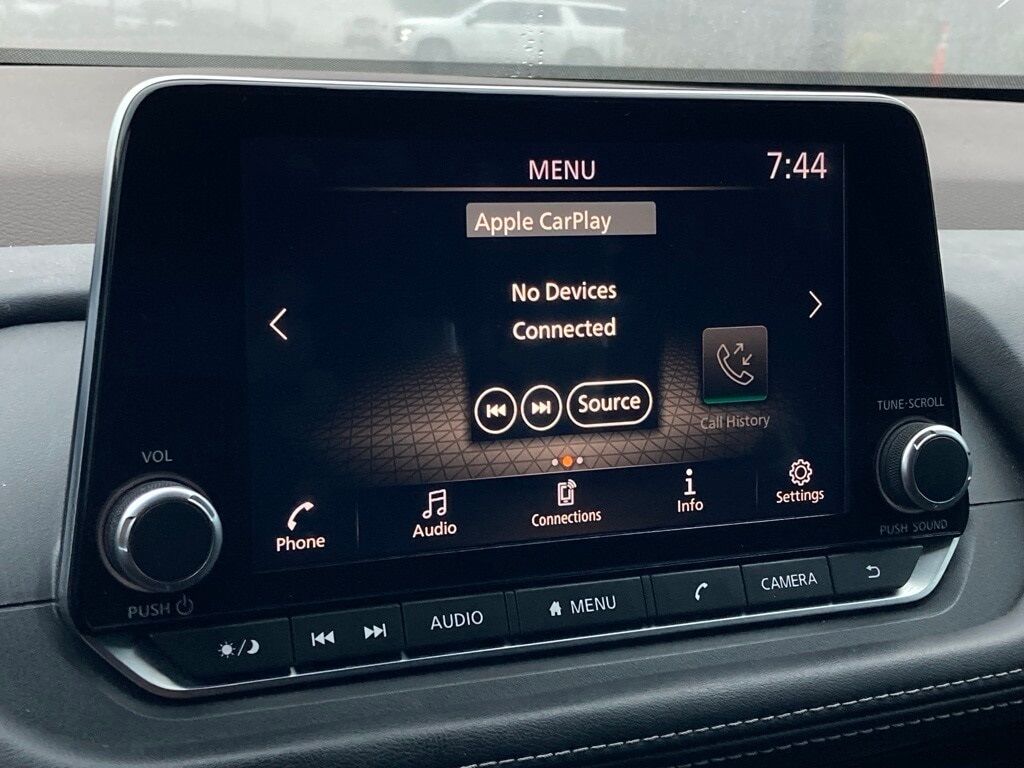 MENU
7:44
Apple CarPlay
No Devices
Connected
Source
Call History
Phone
Audio
Connections
Info
Settings
VOL
PUSH
TUNE·SCROLL
PUSH SOUND
AUDIO
MENU
CAMERA